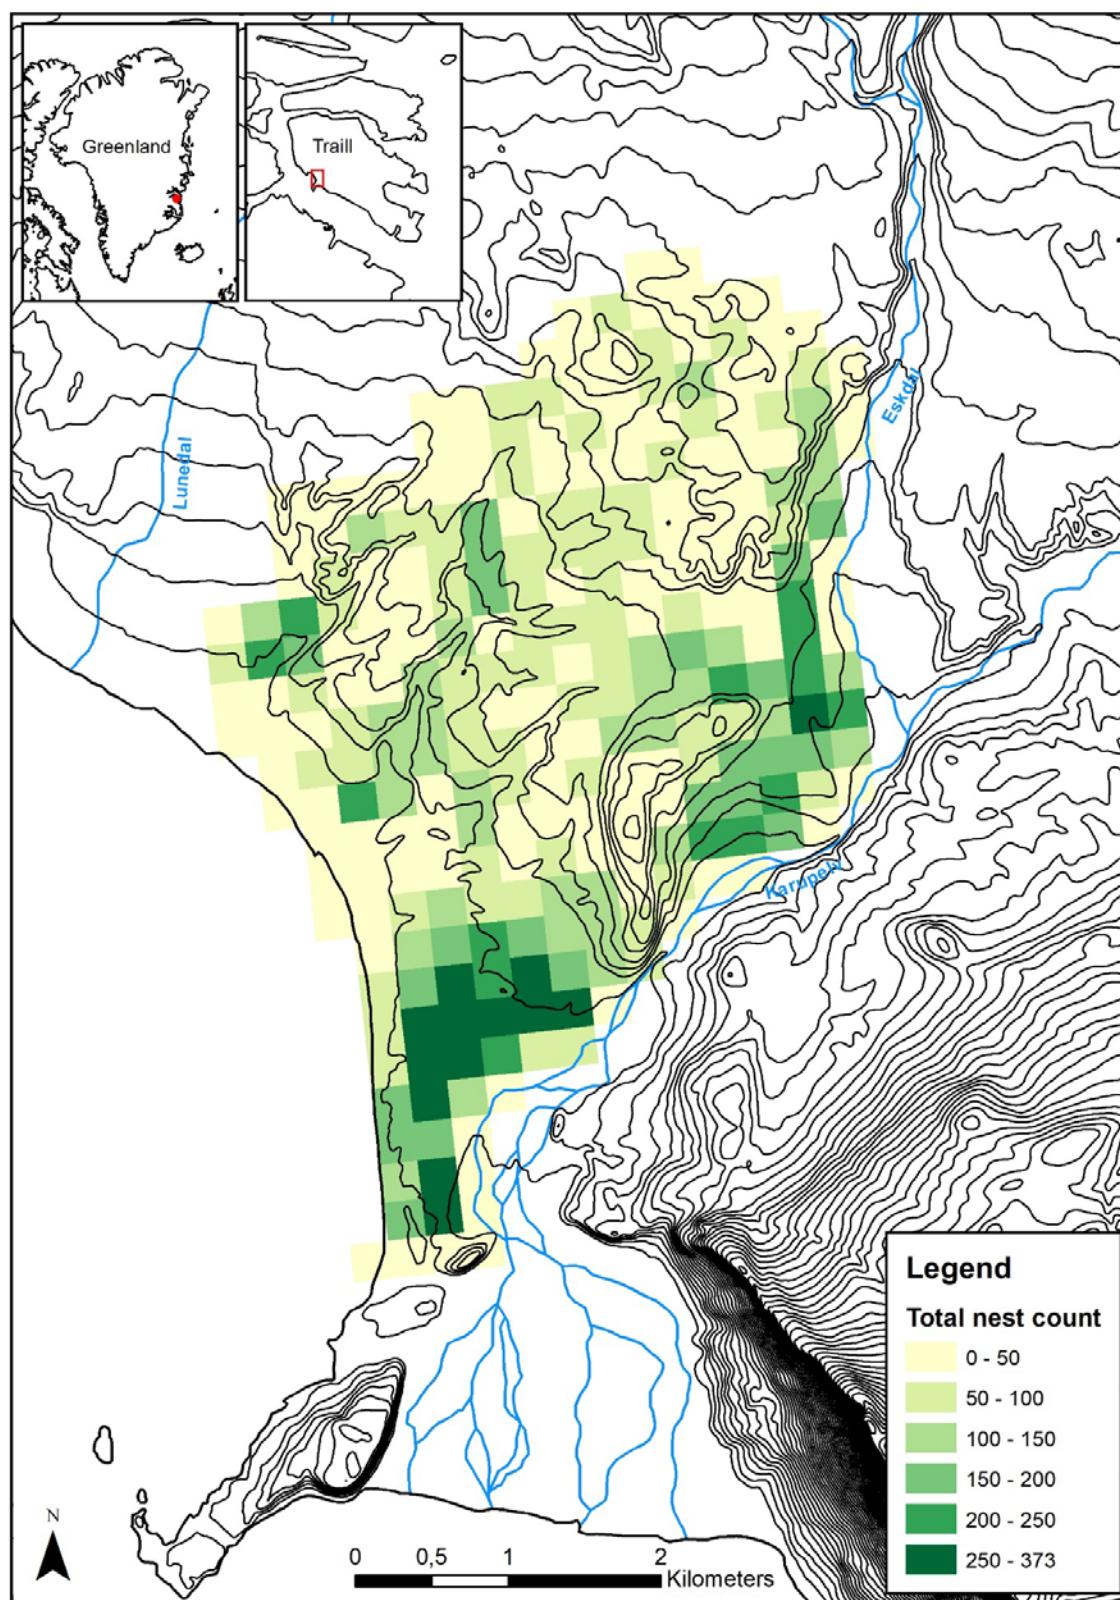 Greenland
Traill
Lunedal
Eskdal
Karupelv
N
0 0,5 1 2
Kilometers
Legend
Total nest count
0 - 50
50 - 100
100 - 150
150 - 200
200 - 250
250 - 373